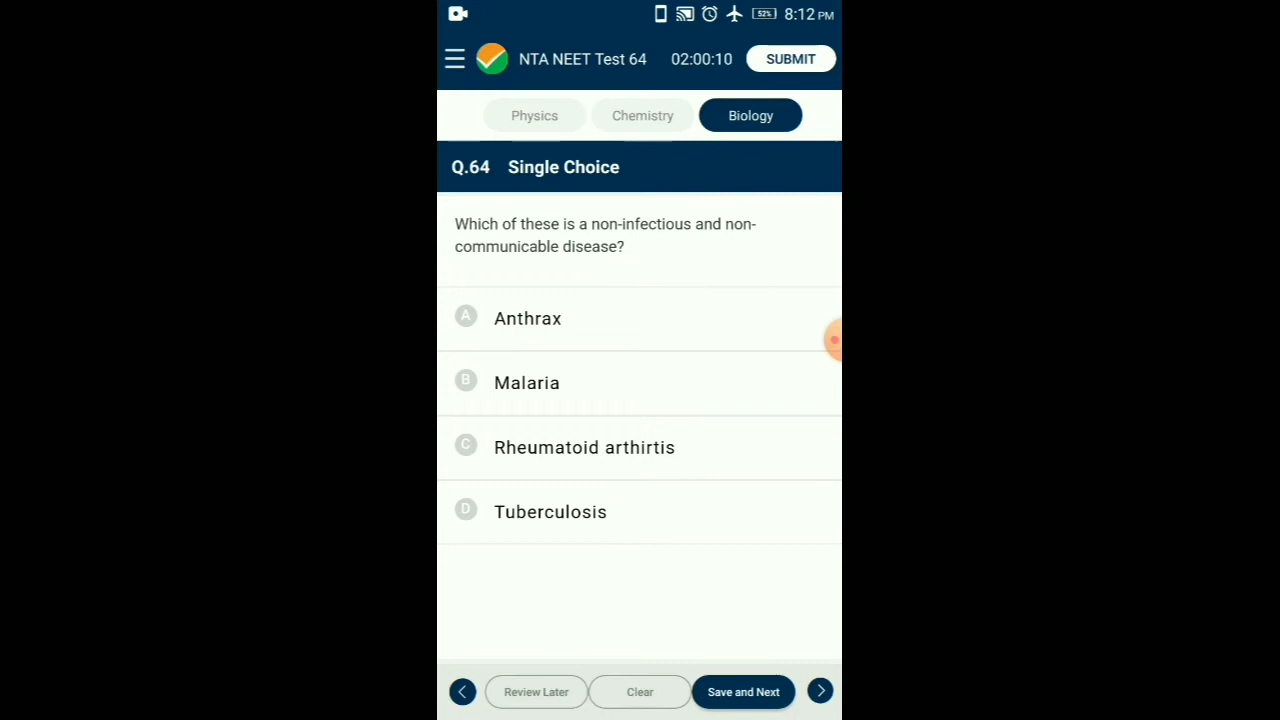 52% 8:12 PM
NTA NEET Test 64 02:00:10 SUBMIT
Physics Chemistry Biology
Q.64 Single Choice
Which of these is a non-infectious and non-
communicable disease?
A Anthrax
B Malaria
C Rheumatoid arthirtis
D Tuberculosis
Review Later Clear Save and Next